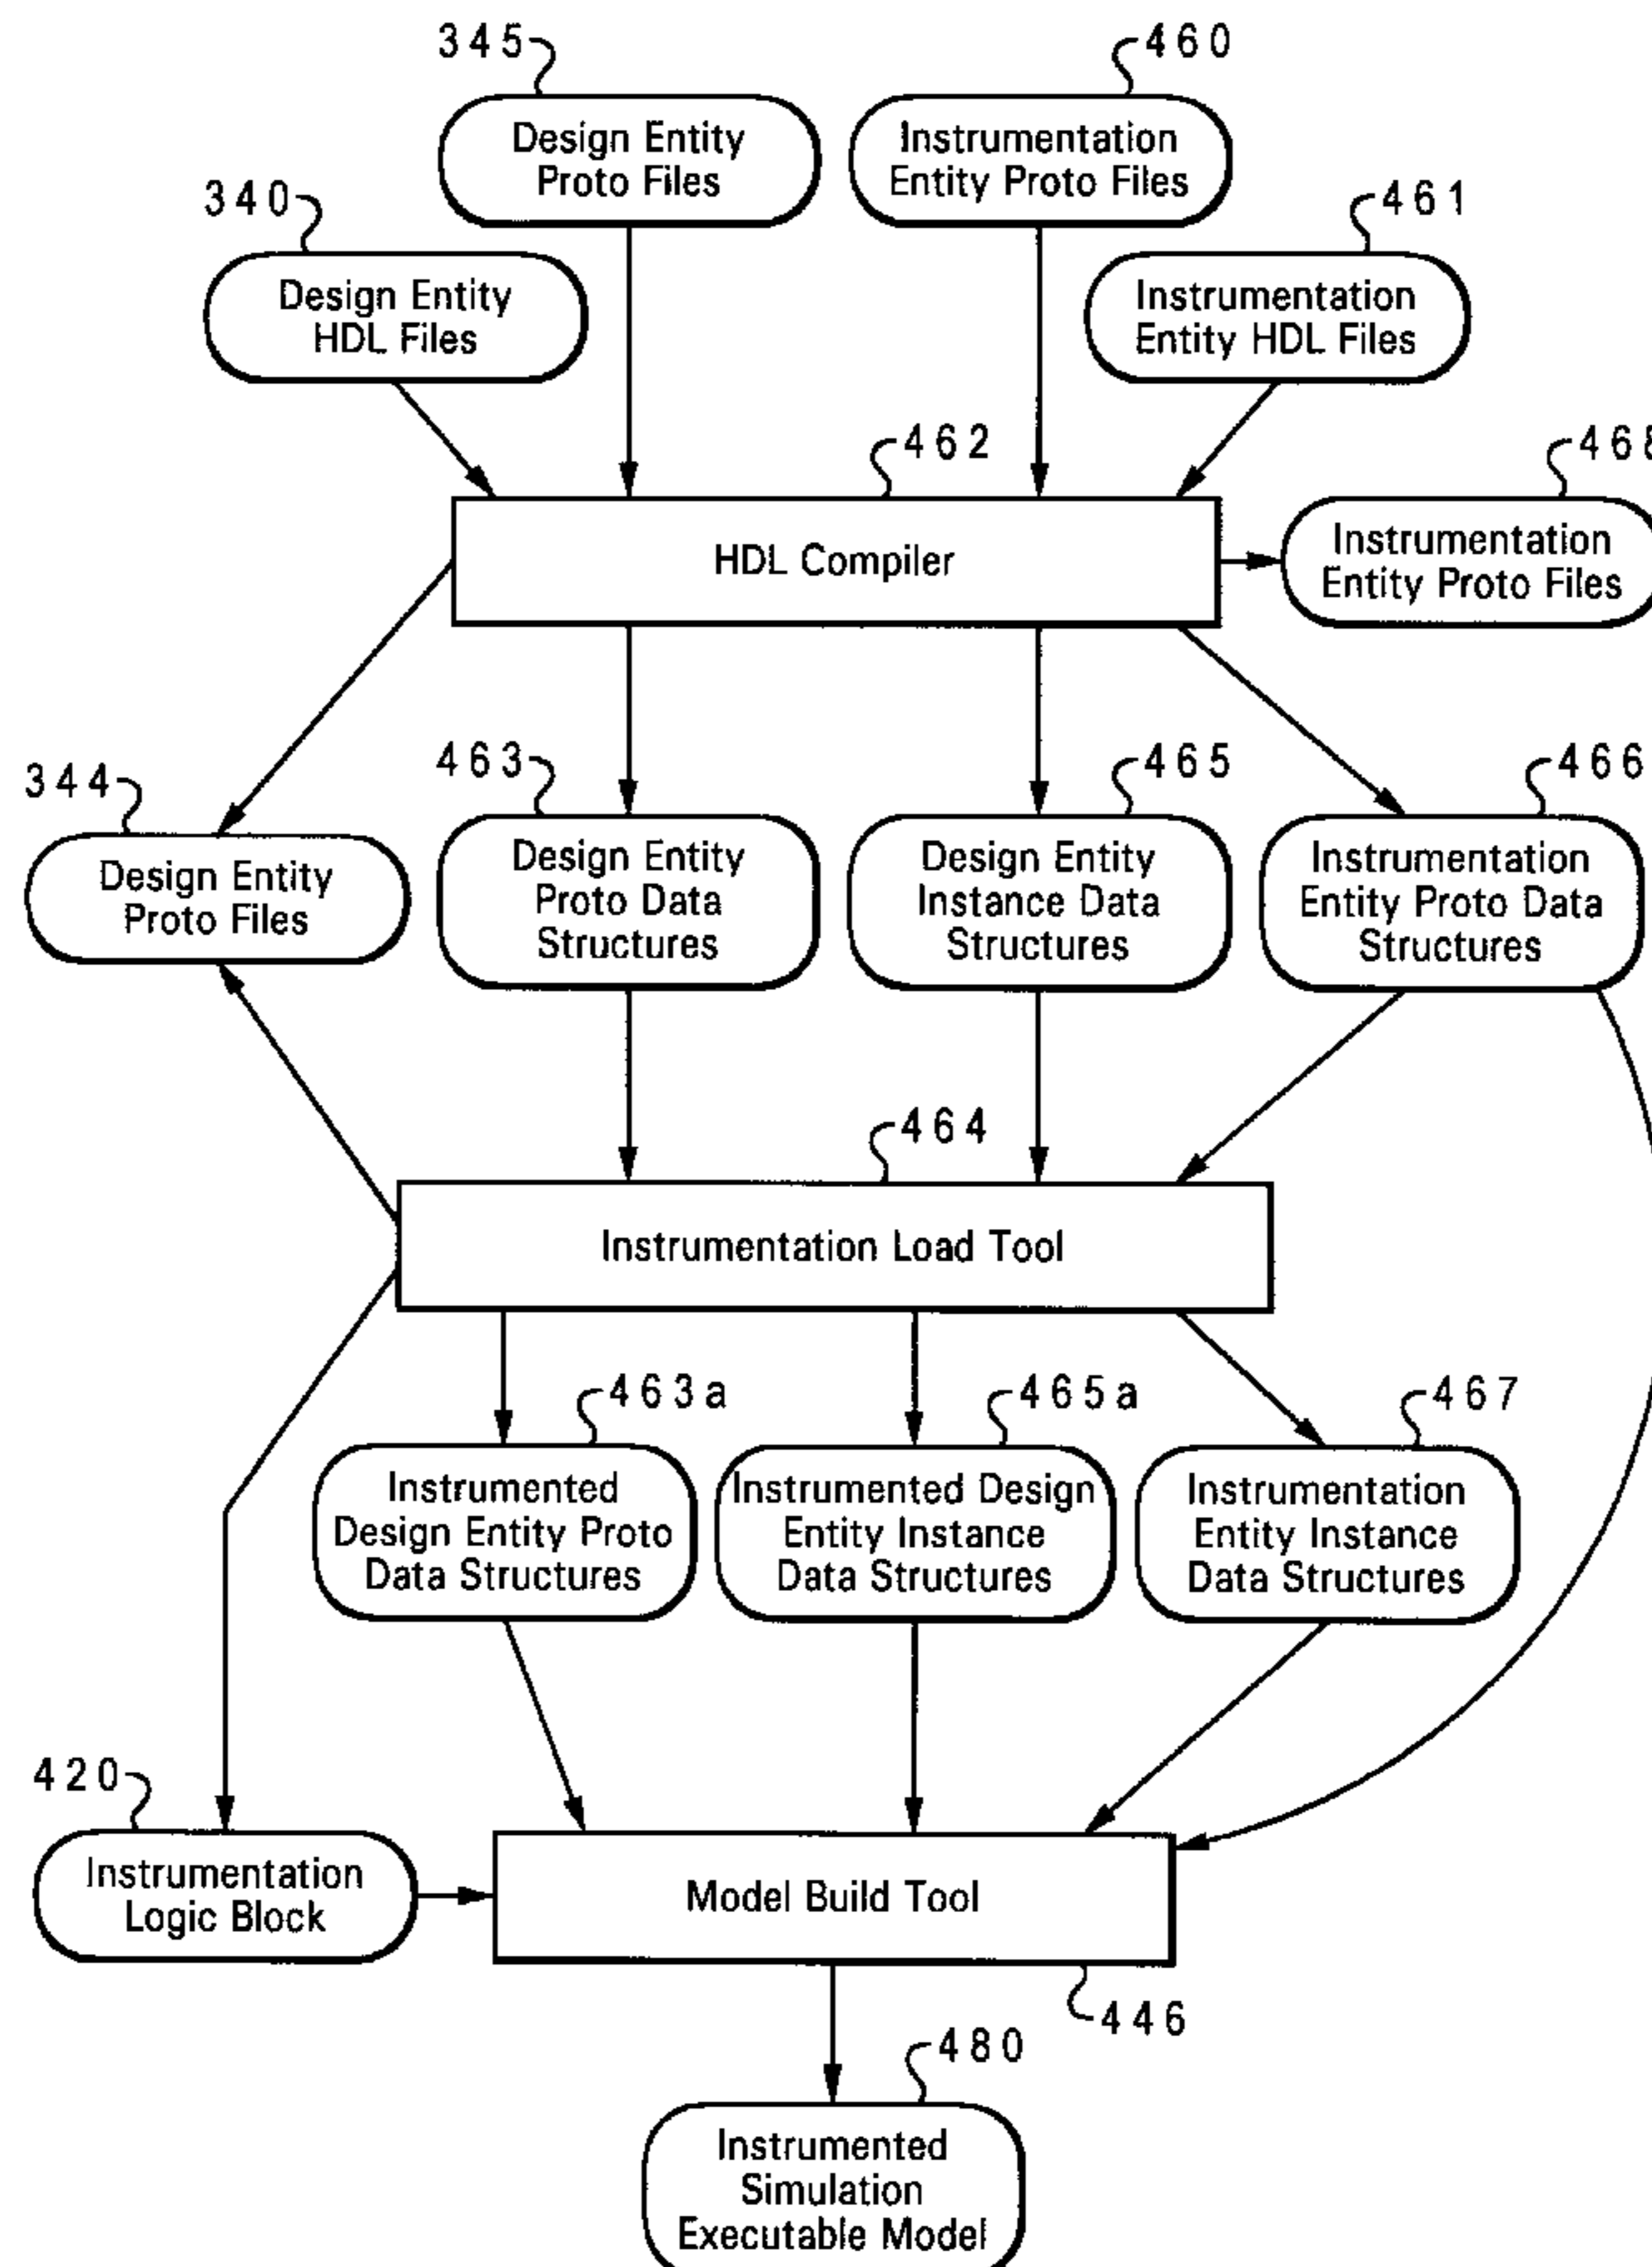 345
460
Design Entity
Proto Files
Instrumentation
Entity Proto Files
340
461
Design Entity
HDL Files
Instrumentation
Entity HDL Files
462
468
HDL Compiler
Instrumentation
Entity Proto Files
344
463
465
466
Design Entity
Proto Files
Design Entity
Proto Data
Structures
Design Entity
Instance Data
Structures
Instrumentation
Entity Proto Data
Structures
464
Instrumentation Load Tool
463a
465a
467
Instrumented
Design Entity Proto
Data Structures
Instrumented Design
Entity Instance
Data Structures
Instrumentation
Entity Instance
Data Structures
420
Instrumentation
Logic Block
Model Build Tool
446
480
Instrumented
Simulation
Executable Model